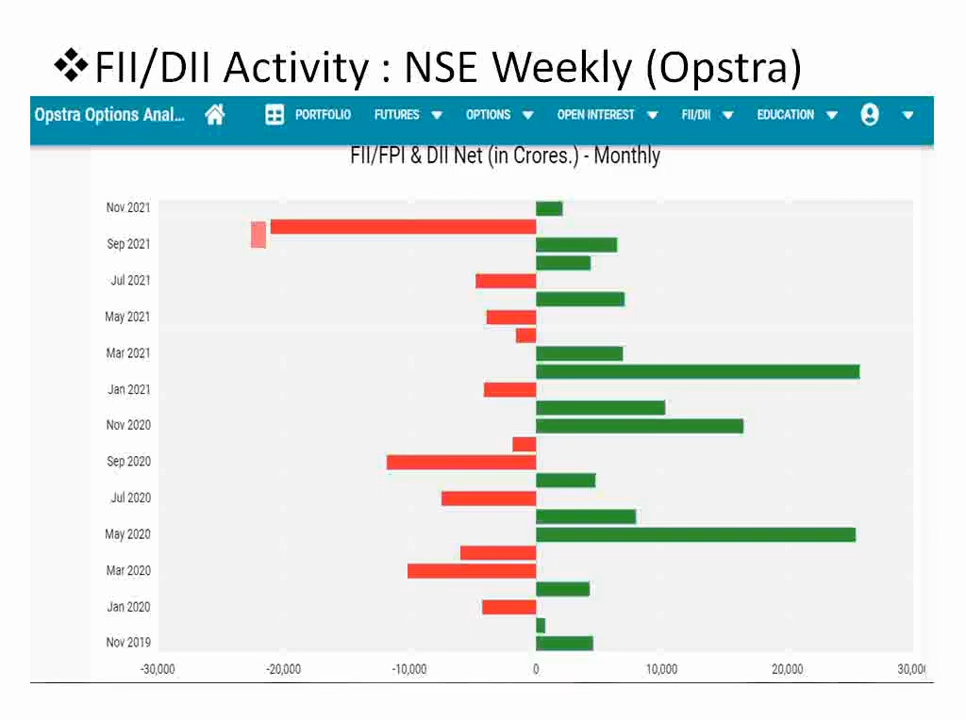 ❖FII/DII Activity : NSE Weekly (Opstra)
Opstra Options Anal... PORTFOLIO FUTURES OPTIONS OPEN INTEREST FII/DII EDUCATION
FII/FPI & DII Net (in Crores.) - Monthly
Nov 2021
Sep 2021
Jul 2021
May 2021
Mar 2021
Jan 2021
Nov 2020
Sep 2020
Jul 2020
May 2020
Mar 2020
Jan 2020
Nov 2019
-30,000 -20,000 -10,000 0 10,000 20,000 30,00